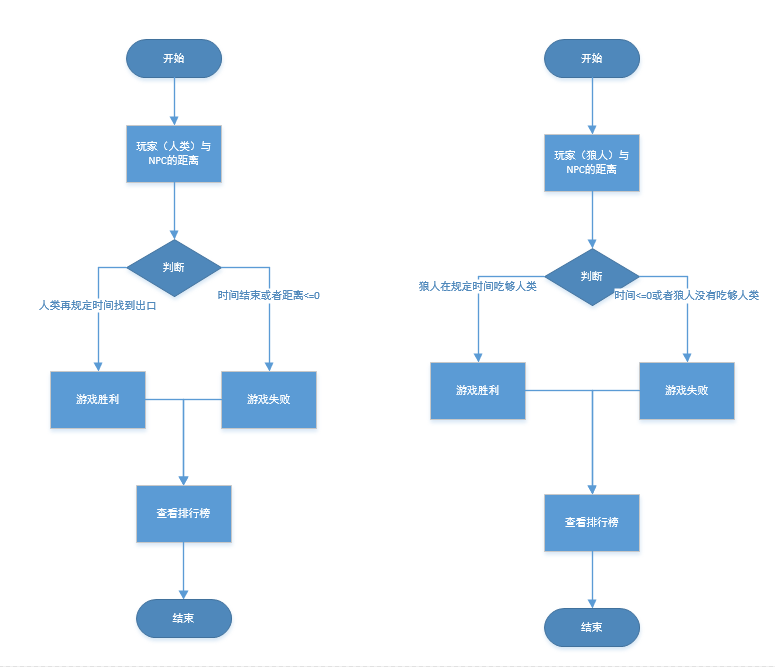 开始
玩家（人类）与
NPC的距离
判断
人类再规定时间找到出口
时间结束或者距离<=0
游戏胜利
游戏失败
查看排行榜
结束
开始
玩家（狼人）与
NPC的距离
判断
狼人在规定时间吃够人类
时间<=0或者狼人没有吃够人类
游戏胜利
游戏失败
查看排行榜
结束